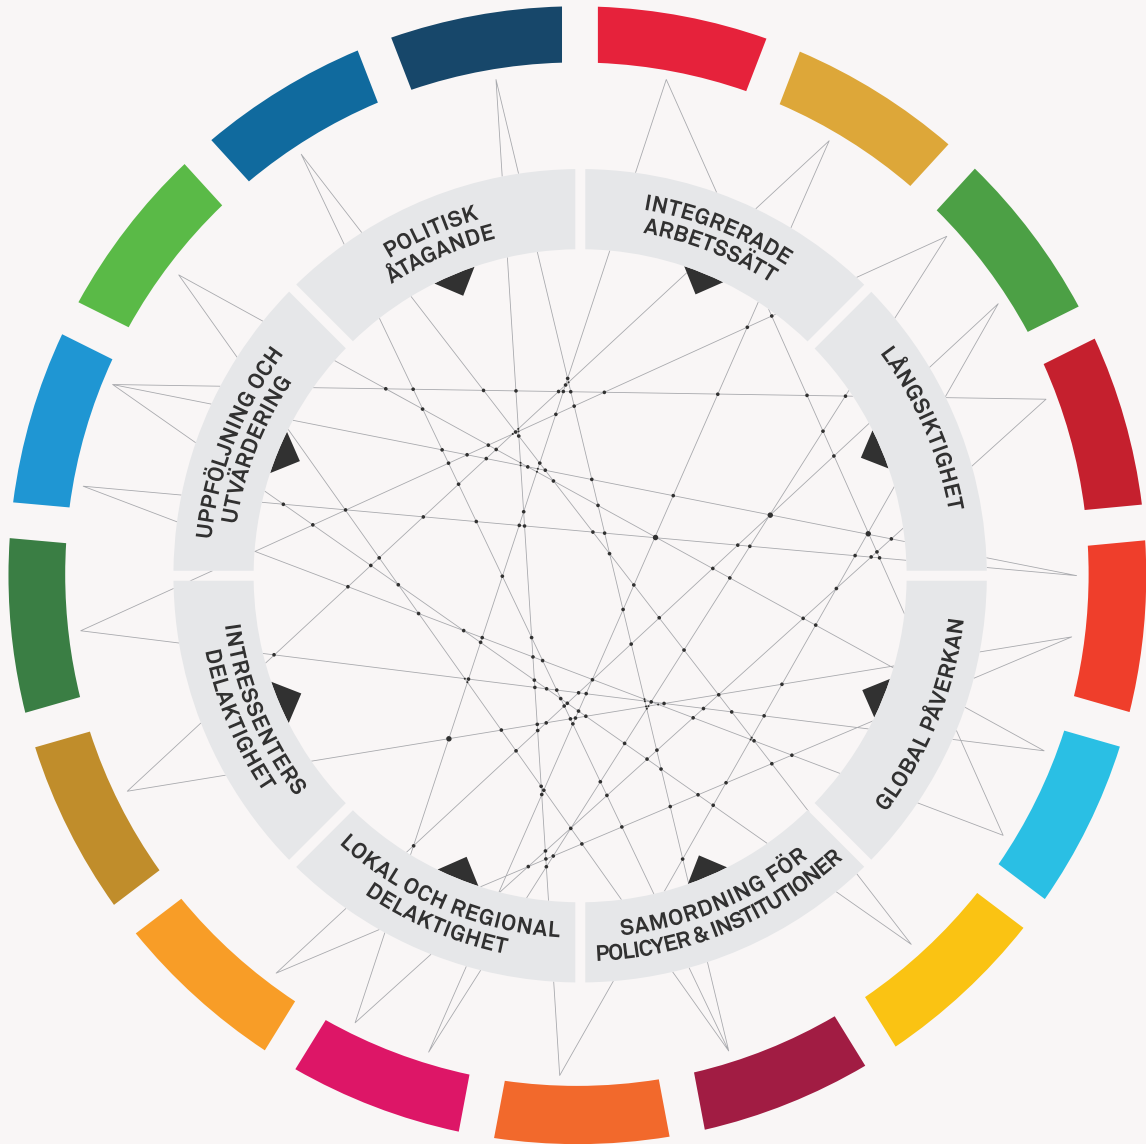 POLITISK
ÅTAGANDE
INTEGRERADE
ARBETSSÄTT
LÅNGSIKTIGHET
GLOBAL PÅVERKAN
SAMORDNING FÖR
POLICYER & INSTITUTIONER
LOKAL OCH REGIONAL
DELAKTIGHET
INTRESSENTERS
DELAKTIGHET
UPPFÖLJNING OCH
UTVÄRDERING